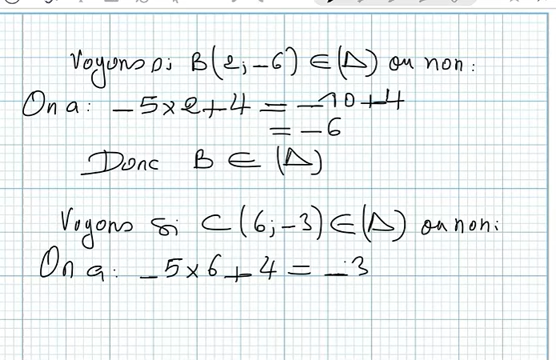 Voyons si B(2;-6) ∈ (Δ) ou non:
On a: -5×2+4 = -10+4
= -6
Donc B ∈ (Δ)
Voyons si C(6;-3) ∈ (Δ) ou non:
On a: -5×6+4 = -3